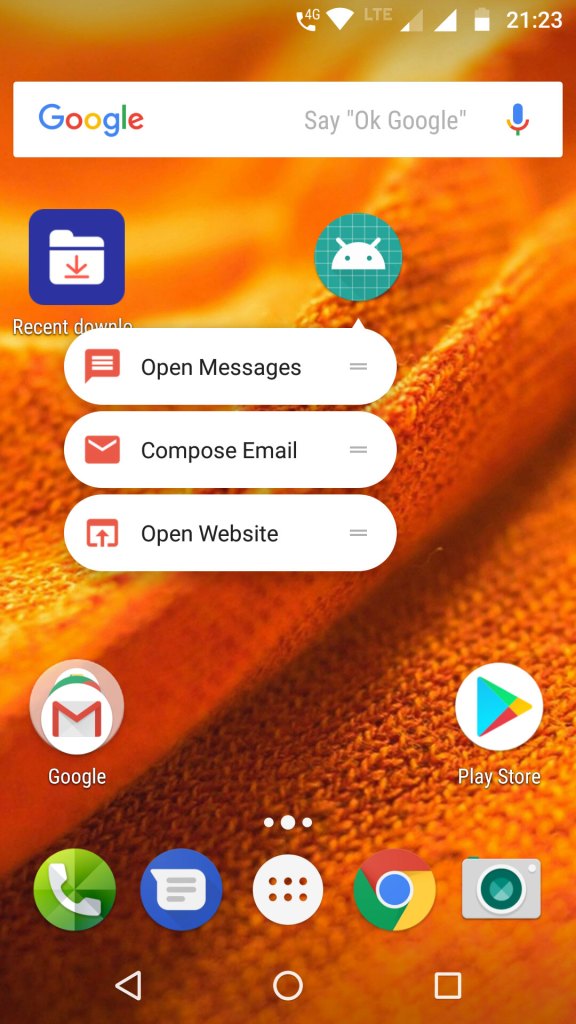 4G LTE 21:23
Google Say "Ok Google"
Recent downlo
Open Messages
Compose Email
Open Website
Google
Play Store